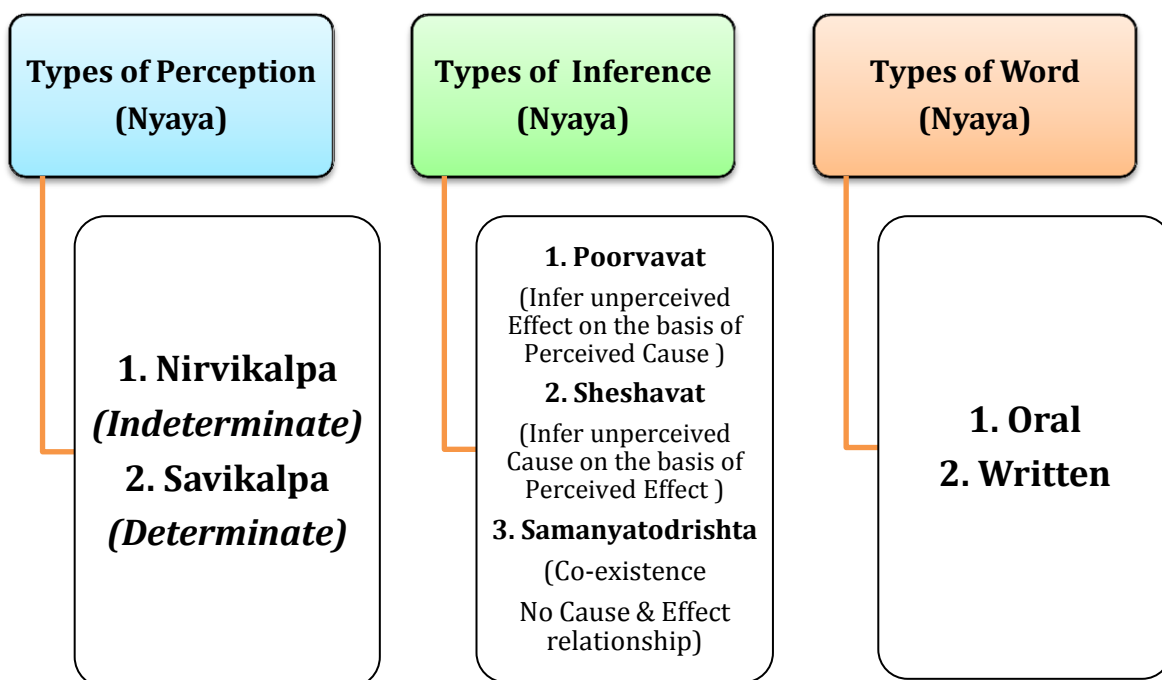 Types of Perception
(Nyaya)
1. Nirvikalpa
(Indeterminate)
2. Savikalpa
(Determinate)
Types of Inference
(Nyaya)
1. Poorvavat
(Infer unperceived
Effect on the basis of
Perceived Cause )
2. Sheshavat
(Infer unperceived
Cause on the basis of
Perceived Effect )
3. Samanyatodrishta
(Co-existence
No Cause & Effect
relationship)
Types of Word
(Nyaya)
1. Oral
2. Written